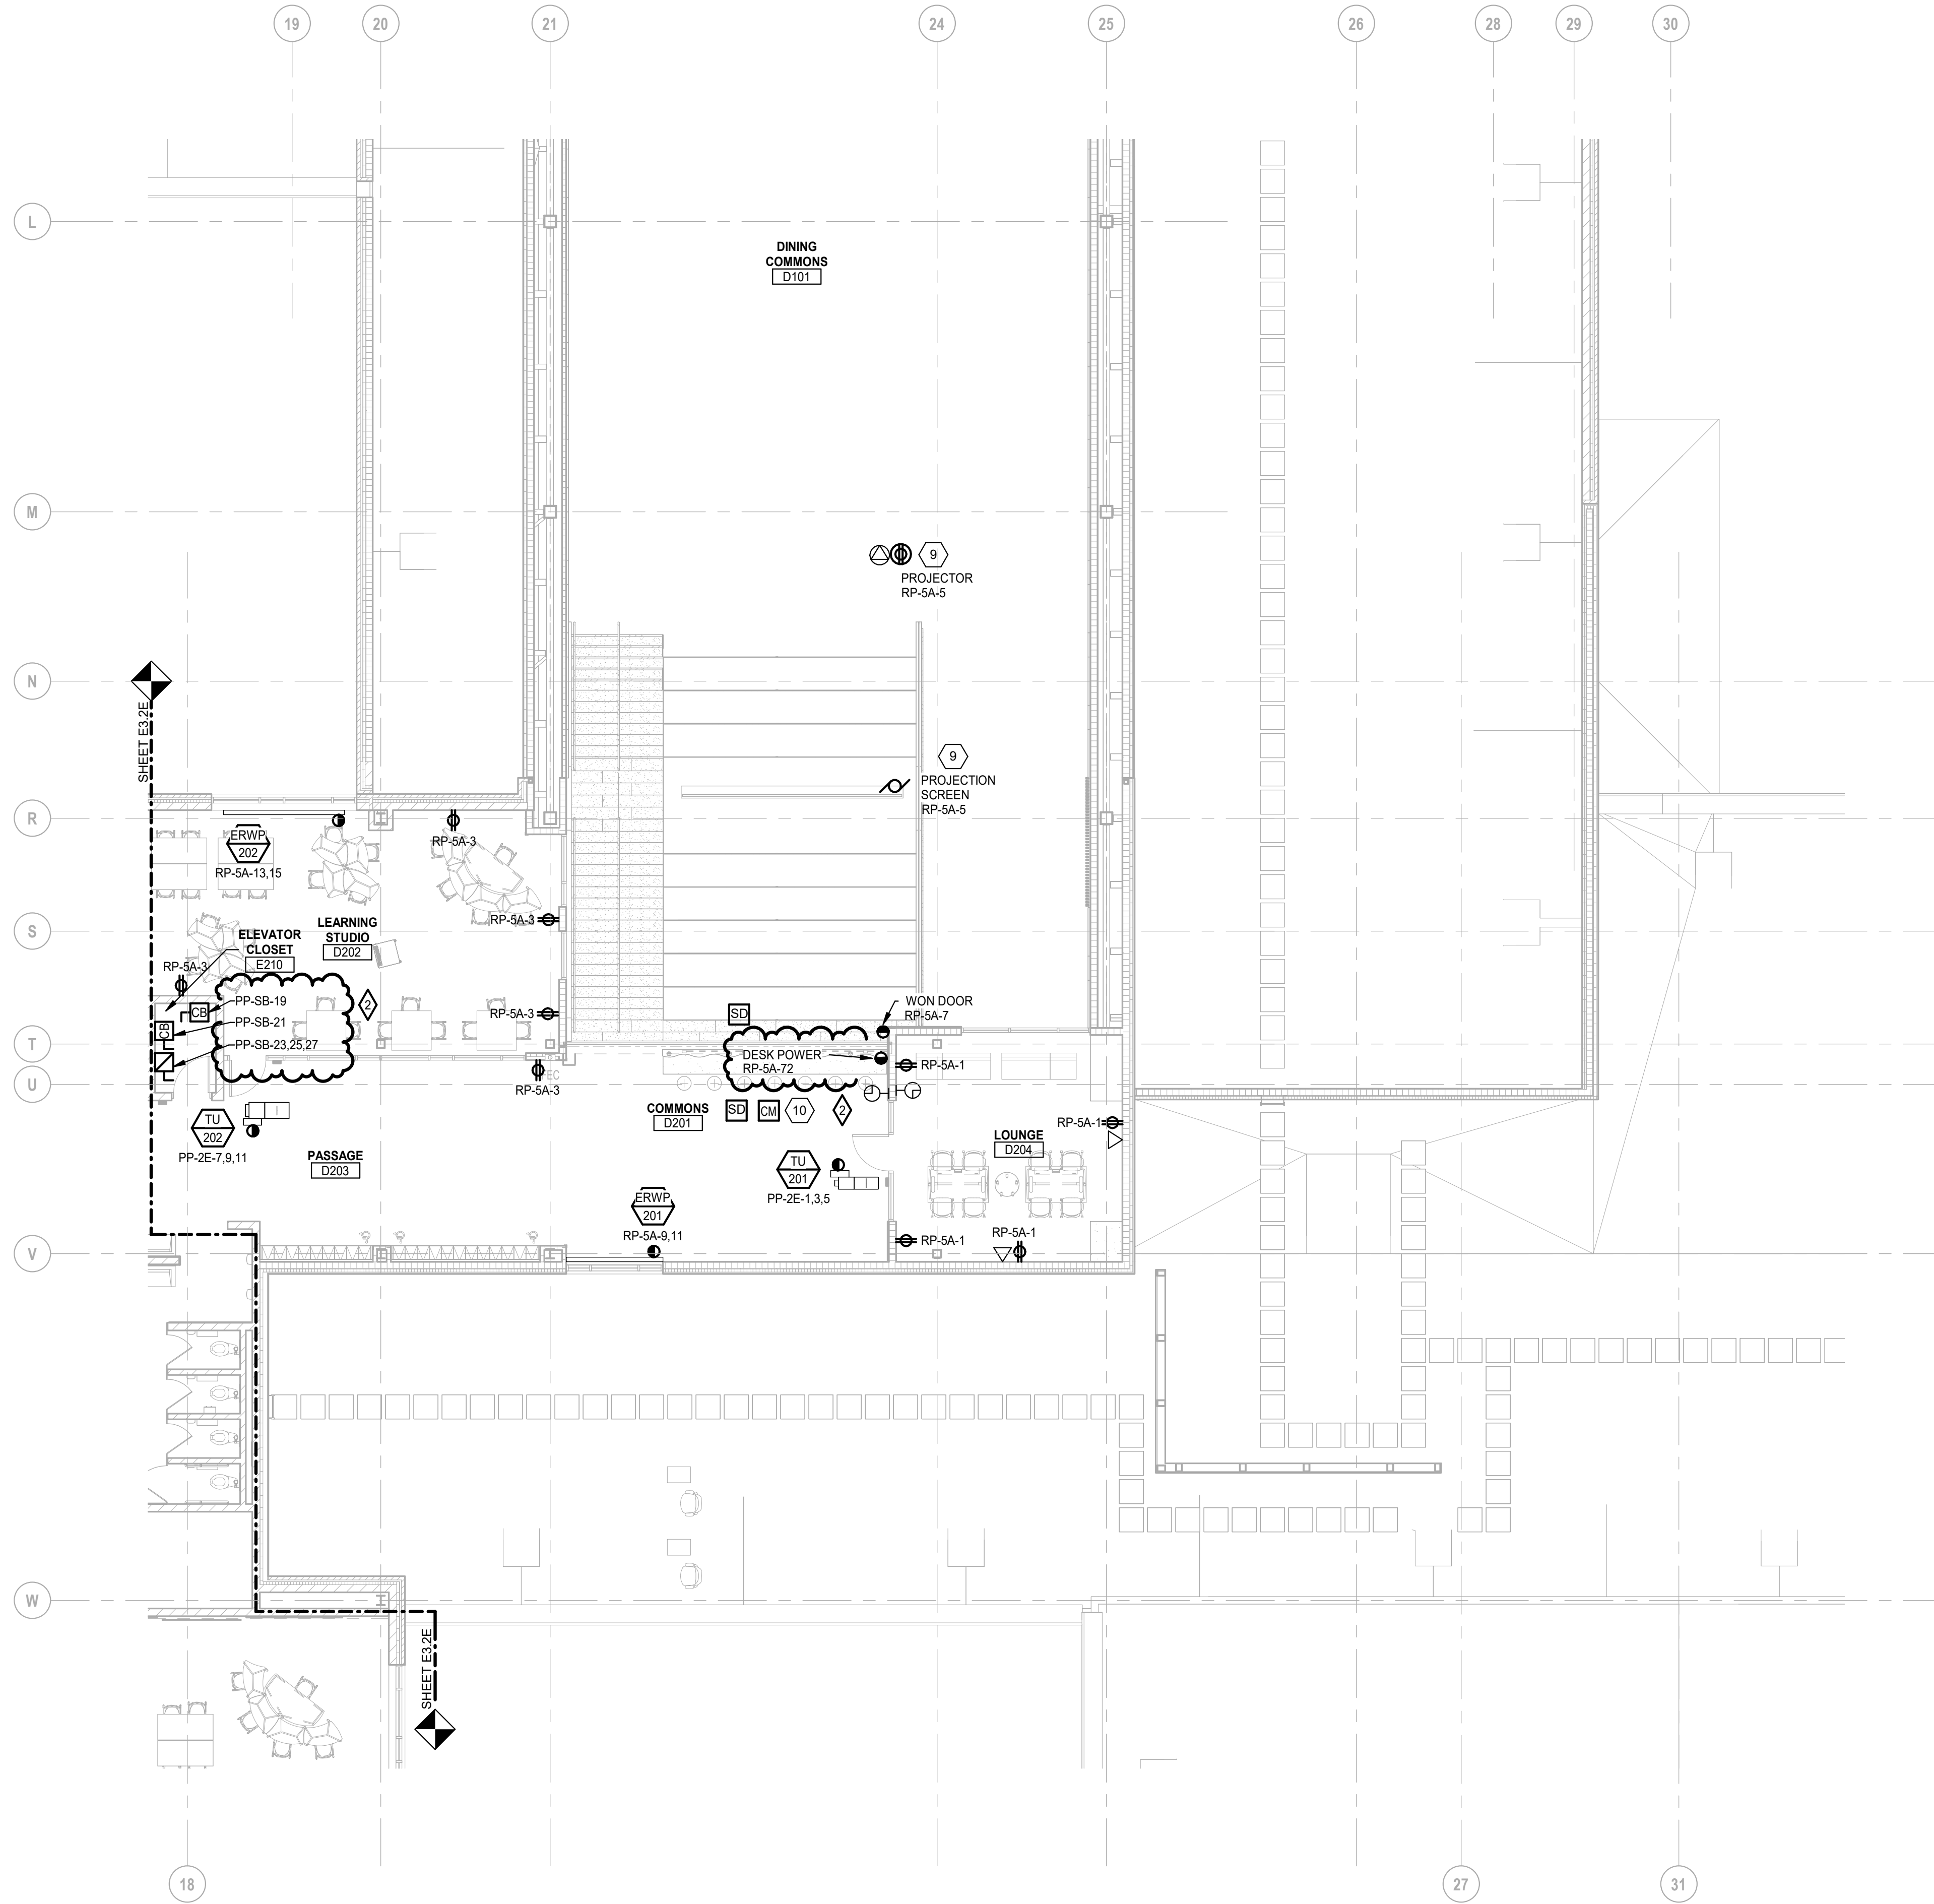 19
20
21
24
25
26
28
29
30
L
DINING
COMMONS
D101
M
9
PROJECTOR
RP-5A-5
N
SHEET E3.2E
9
PROJECTION
SCREEN
RP-5A-5
R
ERWP
202
RP-5A-13,15
RP-5A-3
RP-5A-3
S
LEARNING
STUDIO
D202
ELEVATOR
CLOSET
E210
RP-5A-3
CB
PP-SB-19
2
CB
PP-SB-21
PP-SB-23,25,27
RP-5A-3
SD
WON DOOR
RP-5A-7
T
DESK POWER
RP-5A-72
RP-5A-1
U
RP-5A-3
EC
TU
202
PP-2E-7,9,11
COMMONS
D201
SD
CM
10
2
RP-5A-1
LOUNGE
D204
PASSAGE
D203
TU
201
PP-2E-1,3,5
ERWP
201
RP-5A-9,11
RP-5A-1
RP-5A-1
V
W
SHEET E3.2E
18
27
31